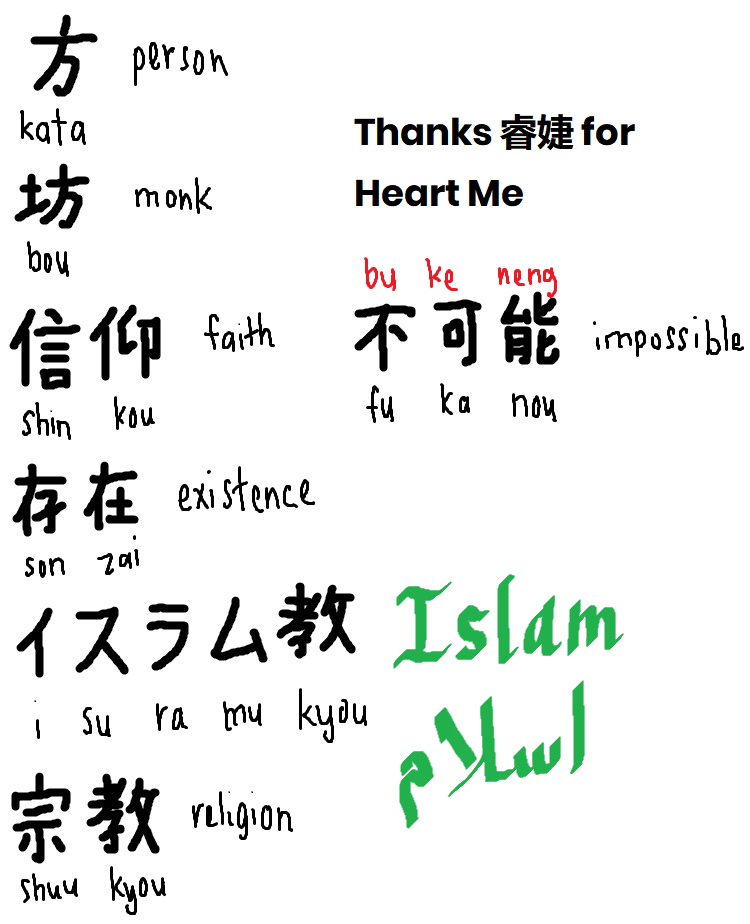 方 person
kata
坊 monk
bou
信仰 faith
shin kou
存在 existence
son zai
イスラム教
i su ra mu kyou
宗教 religion
shuu kyou
Thanks 睿婕 for
Heart Me
bu ke neng
不可能 impossible
fu ka nou
Islam
اسلام